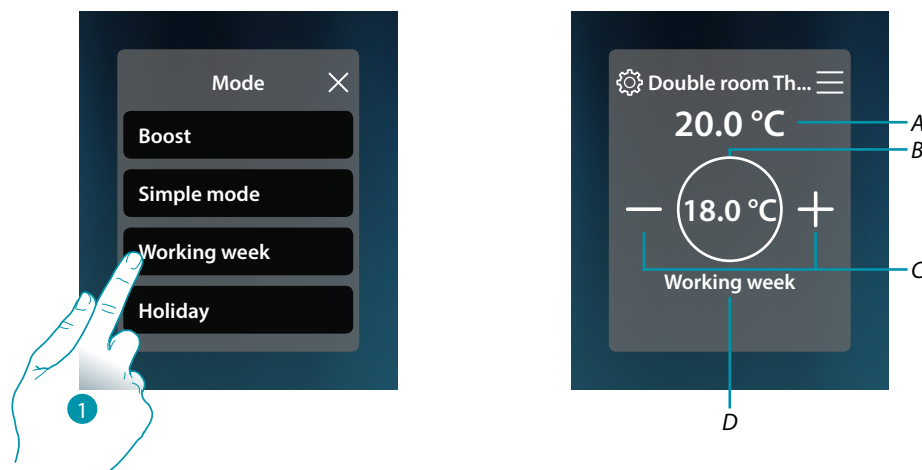 Mode
Boost
Simple mode
Working week
Holiday
1
Double room Th...
20.0 °C
A
B
18.0 °C
C
Working week
D